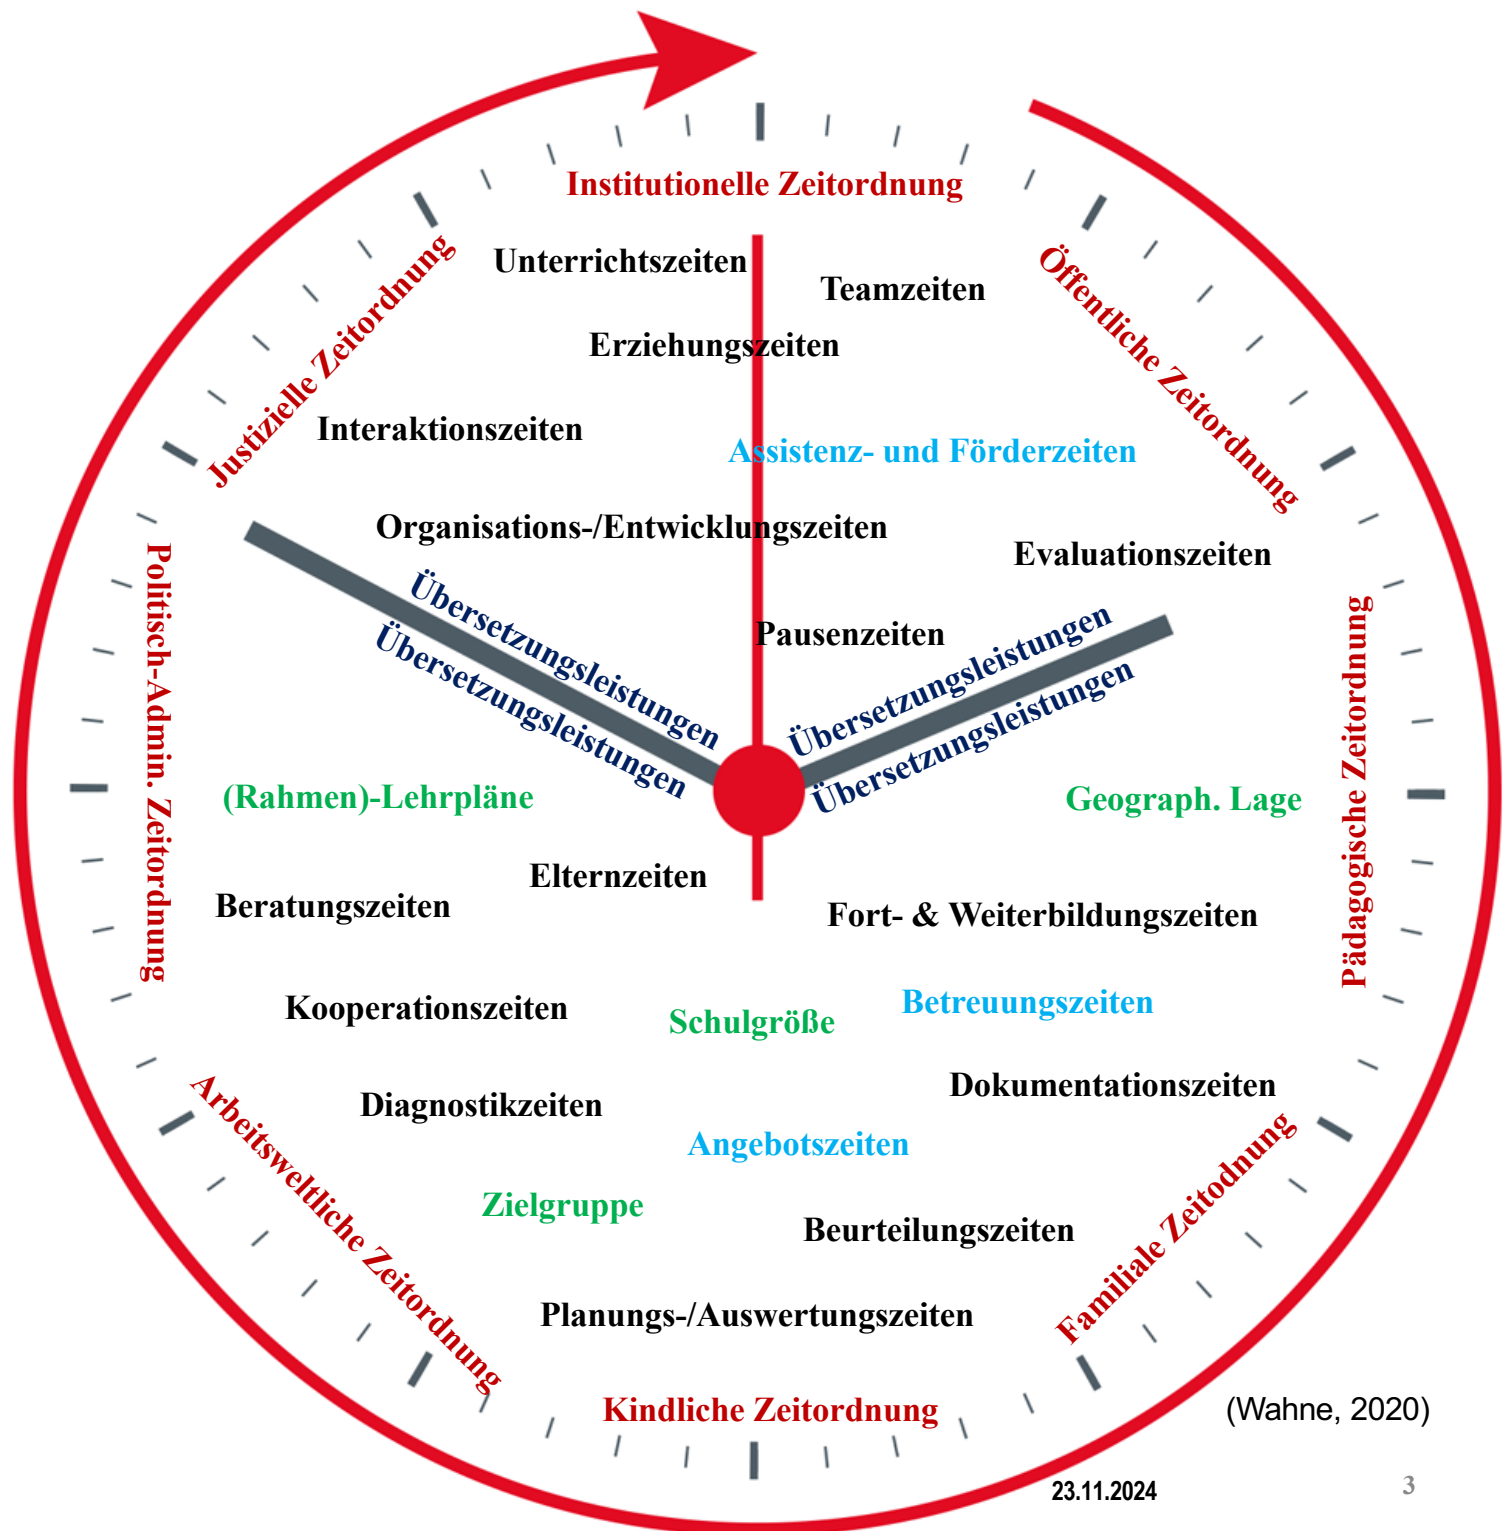 Institutionelle Zeitordnung
Öffentliche Zeitordnung
Justizielle Zeitordnung
Unterrichtszeiten
Teamzeiten
Erziehungszeiten
Interaktionszeiten
Assistenz- und Förderzeiten
Organisations-/Entwicklungszeiten
Evaluationszeiten
Politisch-Admin. Zeitordnung
Pädagogische Zeitordnung
Pausenzeiten
Übersetzungsleistungen
Übersetzungsleistungen
Übersetzungsleistungen
Übersetzungsleistungen
(Rahmen)-Lehrpläne
Geograph. Lage
Elternzeiten
Beratungszeiten
Fort- & Weiterbildungszeiten
Kooperationszeiten
Schulgröße
Betreuungszeiten
Arbeitsweltliche Zeitordnung
Diagnostikzeiten
Dokumentationszeiten
Angebotszeiten
Familiale Zeitodnung
Zielgruppe
Beurteilungszeiten
Planungs-/Auswertungszeiten
Kindliche Zeitordnung
(Wahne, 2020)
23.11.2024
3